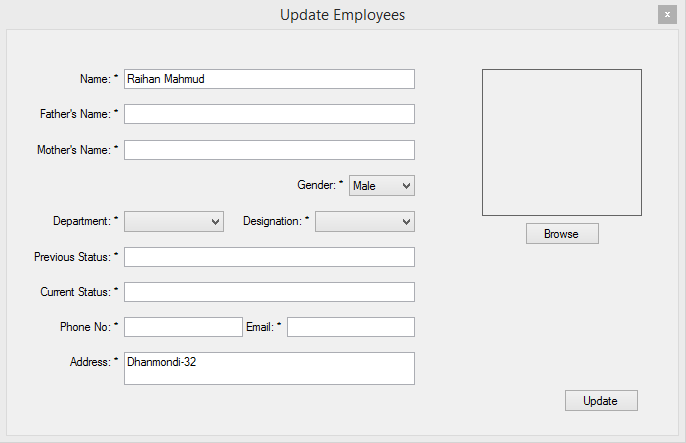 Update Employees
x
Name: * Raihan Mahmud
Father's Name: *
Mother's Name: *
Gender: * Male
Department: * Designation: *
Browse
Previous Status: *
Current Status: *
Phone No: * Email: *
Address: * Dhanmondi-32
Update